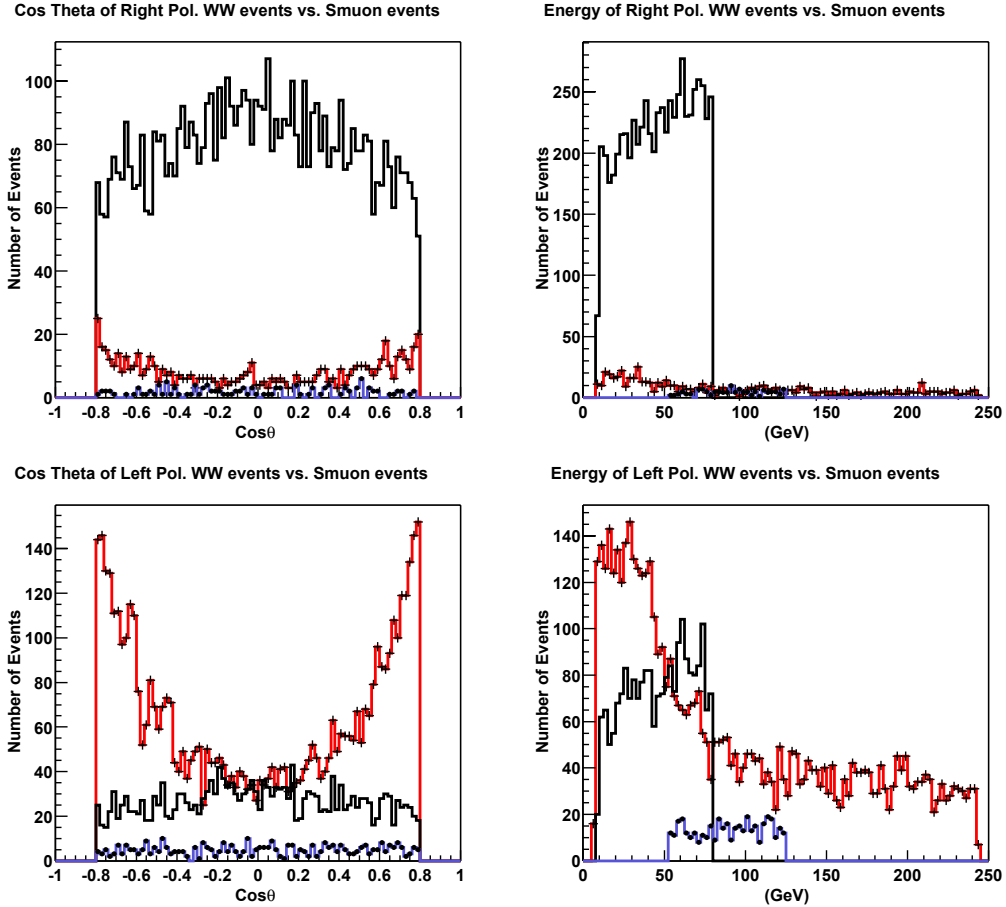 Cos Theta of Right Pol. WW events vs. Smuon events
Number of Events
100
80
60
40
20
0
-1 -0.8 -0.6 -0.4 -0.2 0 0.2 0.4 0.6 0.8 1
Cosθ
Energy of Right Pol. WW events vs. Smuon events
Number of Events
250
200
150
100
50
0
0 50 100 150 200 250
(GeV)
Cos Theta of Left Pol. WW events vs. Smuon events
Number of Events
140
120
100
80
60
40
20
0
-1 -0.8 -0.6 -0.4 -0.2 0 0.2 0.4 0.6 0.8 1
Cosθ
Energy of Left Pol. WW events vs. Smuon events
Number of Events
140
120
100
80
60
40
20
0
0 50 100 150 200 250
(GeV)